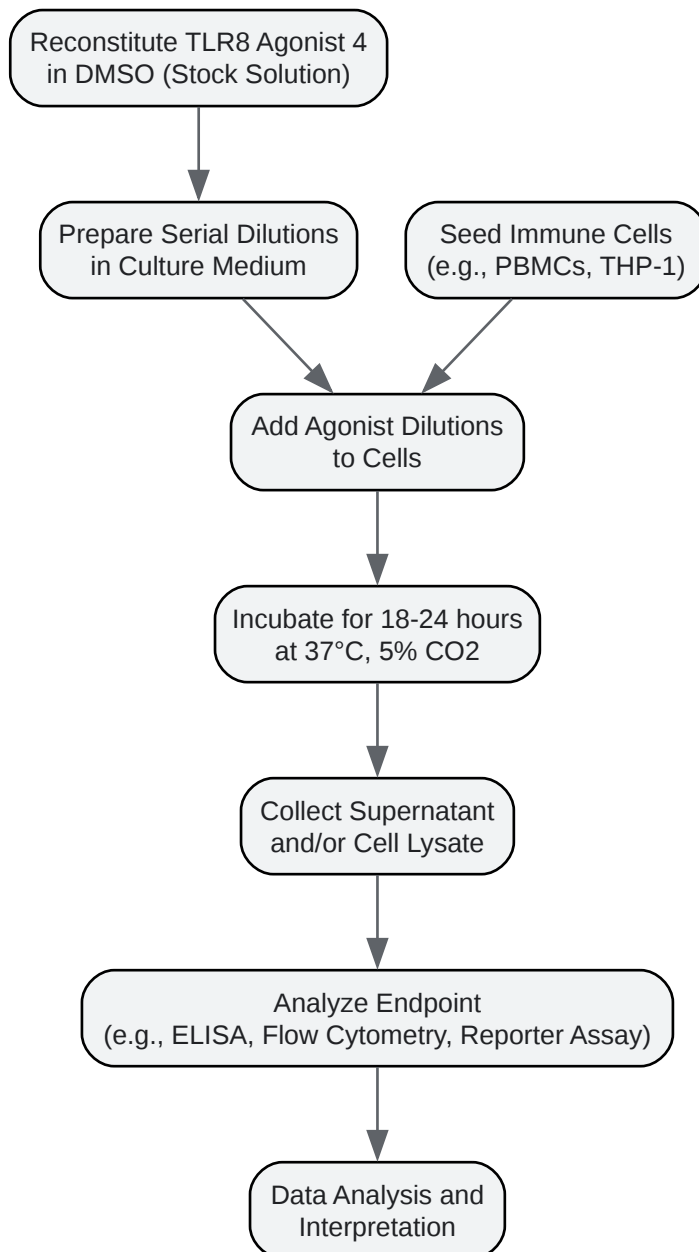 Reconstitute TLR8 Agonist 4
in DMSO (Stock Solution)
Prepare Serial Dilutions
in Culture Medium
Seed Immune Cells
(e.g., PBMCs, THP-1)
Add Agonist Dilutions
to Cells
Incubate for 18-24 hours
at 37°C, 5% CO2
Collect Supernatant
and/or Cell Lysate
Analyze Endpoint
(e.g., ELISA, Flow Cytometry, Reporter Assay)
Data Analysis and
Interpretation